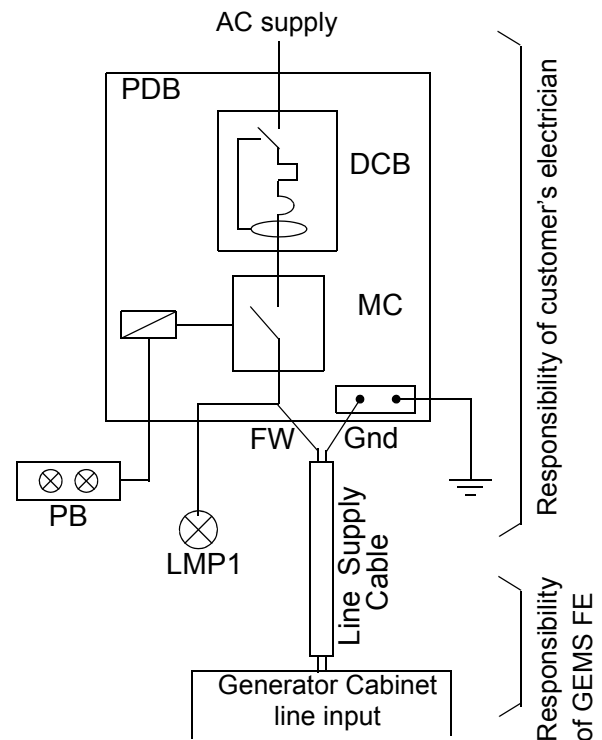 AC supply
PDB
DCB
MC
FW
Gnd
PB
LMP1
Line Supply
Cable
Generator Cabinet
line input
Responsibility of customer's electrician
Responsibility
of GEMS FE